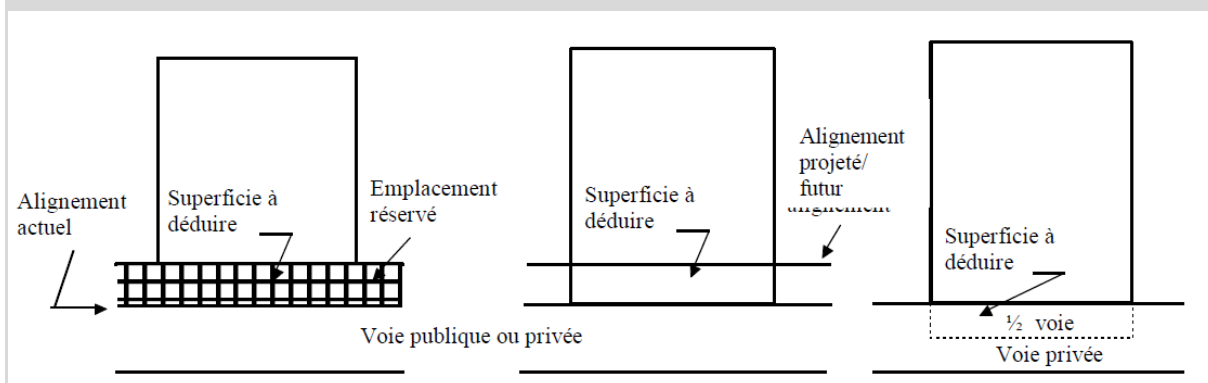 Alignement
actuel
Superficie à
déduire
Emplacement
réservé
Superficie à
déduire
Alignement
projeté/
futur
alignement
Superficie à
déduire
½ voie
Voie publique ou privée
Voie privée